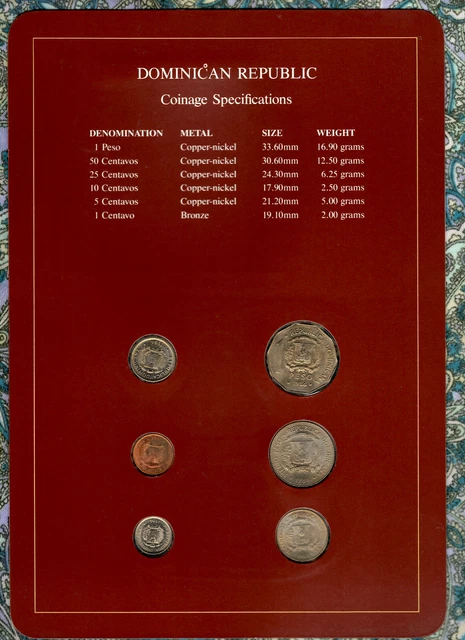 DOMINICAN REPUBLIC
Coinage Specifications
DENOMINATION METAL SIZE WEIGHT
1 Peso Copper-nickel 33.60mm 16.90 grams
50 Centavos Copper-nickel 30.60mm 12.50 grams
25 Centavos Copper-nickel 24.30mm 6.25 grams
10 Centavos Copper-nickel 17.90mm 2.50 grams
5 Centavos Copper-nickel 21.20mm 5.00 grams
1 Centavo Bronze 19.10mm 2.00 grams